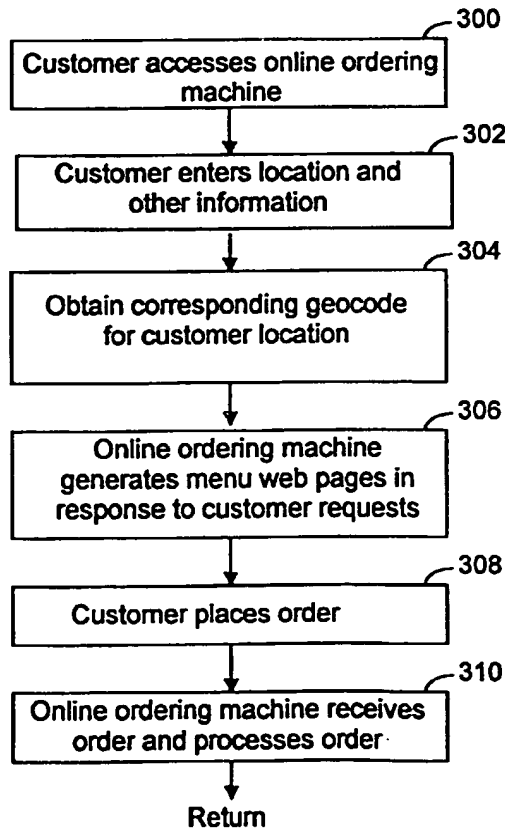 300
Customer accesses online ordering
machine
302
Customer enters location and
other information
304
Obtain corresponding geocode
for customer location
306
Online ordering machine
generates menu web pages in
response to customer requests
308
Customer places order
310
Online ordering machine receives
order and processes order
Return